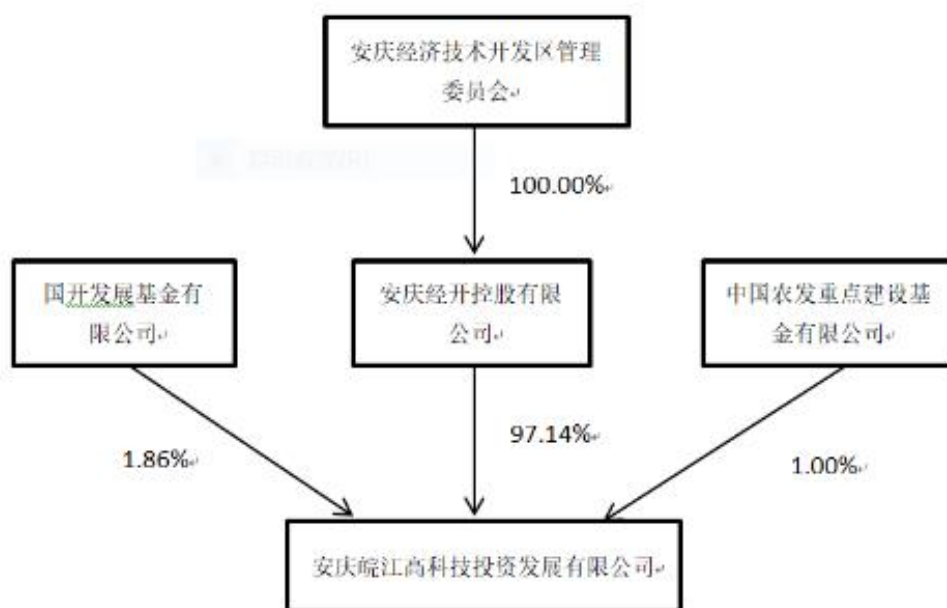 安庆经济技术开发区管理
委员会
100.00%
国开发展基金有
限公司
安庆经开控股有限
公司
中国农发重点建设基
金有限公司
1.86%
97.14%
1.00%
安庆皖江高科技投资发展有限公司